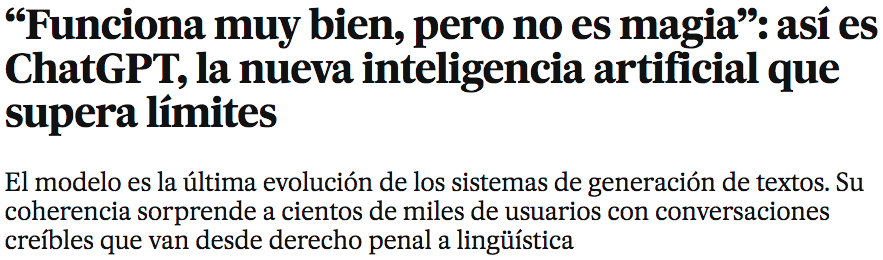 “Funciona muy bien, pero no es magia”: así es
ChatGPT, la nueva inteligencia artificial que
supera límites
El modelo es la última evolución de los sistemas de generación de textos. Su
coherencia sorprende a cientos de miles de usuarios con conversaciones
creíbles que van desde derecho penal a lingüística